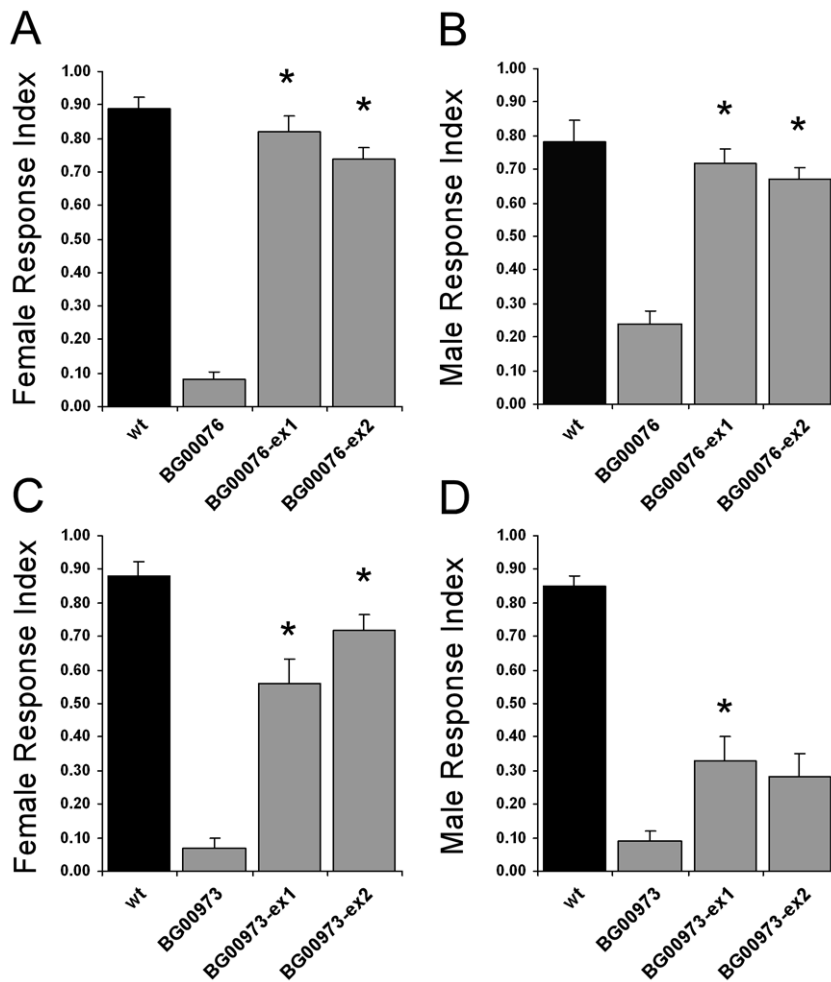 A
Female Response Index
1.00
0.90
0.80
0.70
0.60
0.50
0.40
0.30
0.20
0.10
0.00
* *
wt
BG00076
BG00076-ex1
BG00076-ex2
B
Male Response Index
1.00
0.90
0.80
0.70
0.60
0.50
0.40
0.30
0.20
0.10
0.00
* *
wt
BG00076
BG00076-ex1
BG00076-ex2
C
Female Response Index
1.00
0.90
0.80
0.70
0.60
0.50
0.40
0.30
0.20
0.10
0.00
* *
wt
BG00973
BG00973-ex1
BG00973-ex2
D
Male Response Index
1.00
0.90
0.80
0.70
0.60
0.50
0.40
0.30
0.20
0.10
0.00
*
wt
BG00973
BG00973-ex1
BG00973-ex2